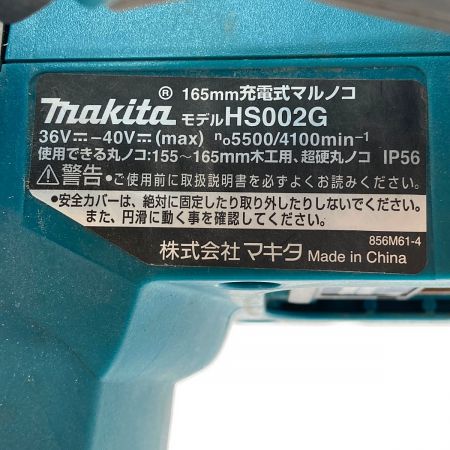 ® 165mm充電式マルノコ
makita モデルHS002G
36V⎓-40V⎓(max) n₀5500/4100min⁻¹
使用できる丸ノコ:155~165mm木工用、超硬丸ノコ IP56
⚠警告•ご使用前に取扱説明書を必ずよくお読みください。
•安全カバーは、絶対に固定したり取り外したりしないでください。
また、円滑に動く事を確認してください。
856M61-4
株式会社マキタ Made in China